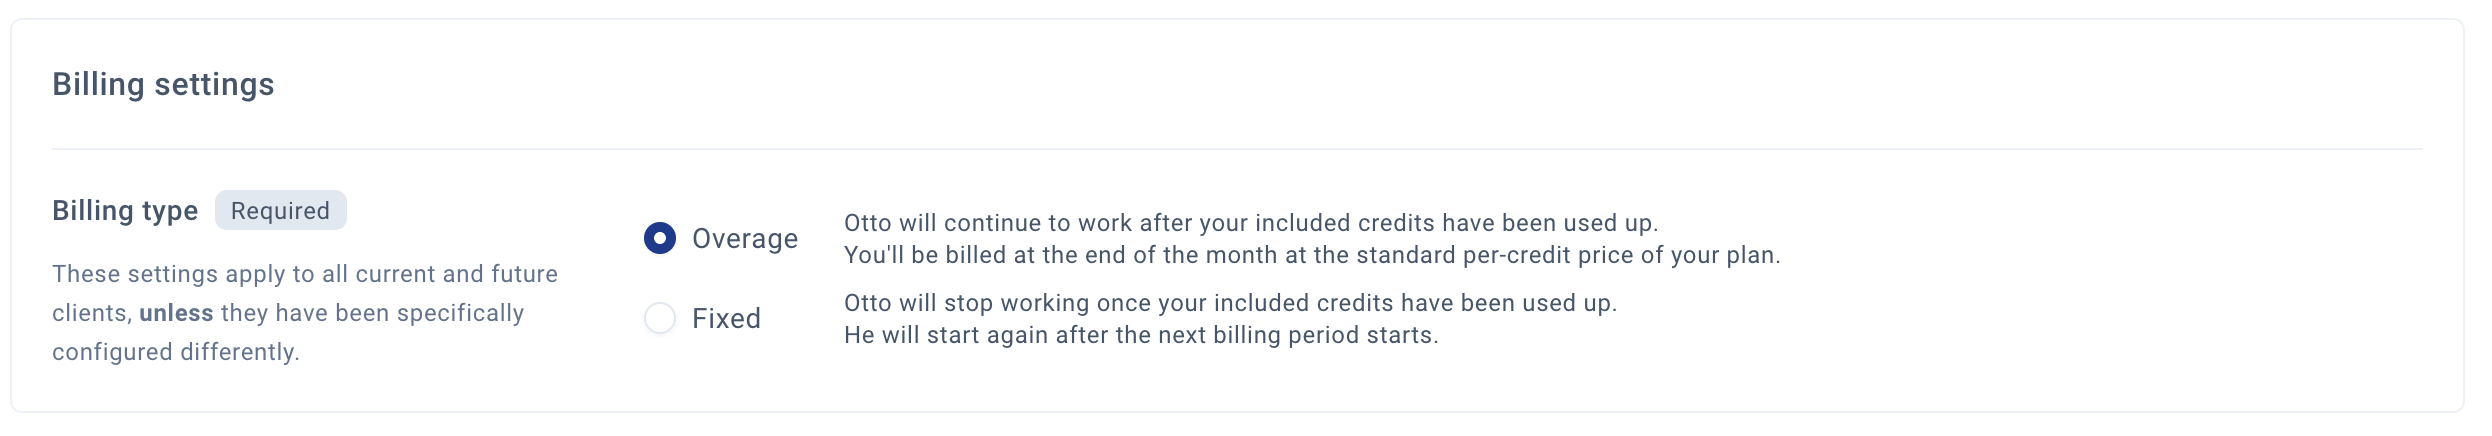 Billing settings
Billing type
Required
These settings apply to all current and future
clients, unless they have been specifically
configured differently.
Overage
Otto will continue to work after your included credits have been used up.
You'll be billed at the end of the month at the standard per-credit price of your plan.
Fixed
Otto will stop working once your included credits have been used up.
He will start again after the next billing period starts.